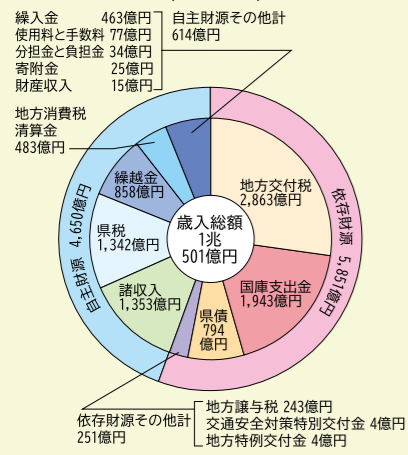 繰入金 463億円
使用料と手数料 77億円
分担金と負担金 34億円
寄附金 25億円
財産収入 15億円
自主財源その他計
614億円
地方消費税
清算金
483億円
繰越金
858億円
県税
1,342億円
諸収入
1,353億円
自主財源 4,650億円
歳入総額
1兆
501億円
地方交付税
2,863億円
国庫支出金
1,943億円
県債
794
億円
依存財源 5,851億円
依存財源その他計
251億円
地方譲与税 243億円
交通安全対策特別交付金 4億円
地方特例交付金 4億円